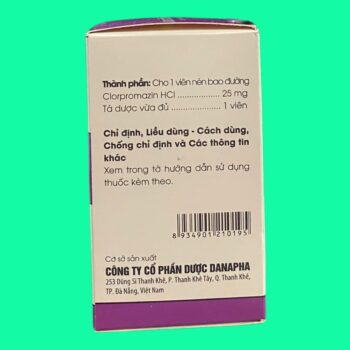 Thành phần: Cho 1 viên nén bao đường
Clorpromazin HCl .................. 25 mg
Tá dược vừa đủ .................. 1 viên
Chỉ định, Liều dùng - Cách dùng,
Chống chỉ định và Các thông tin
khác
Xem trong tờ hướng dẫn sử dụng
thuốc kèm theo.
8 934901 210195
Cơ sở sản xuất
CÔNG TY CỔ PHẦN DƯỢC DANAPHA
253 Dũng Sĩ Thanh Khê, P. Thanh Khê Tây, Q. Thanh Khê,
TP. Đà Nẵng, Việt Nam